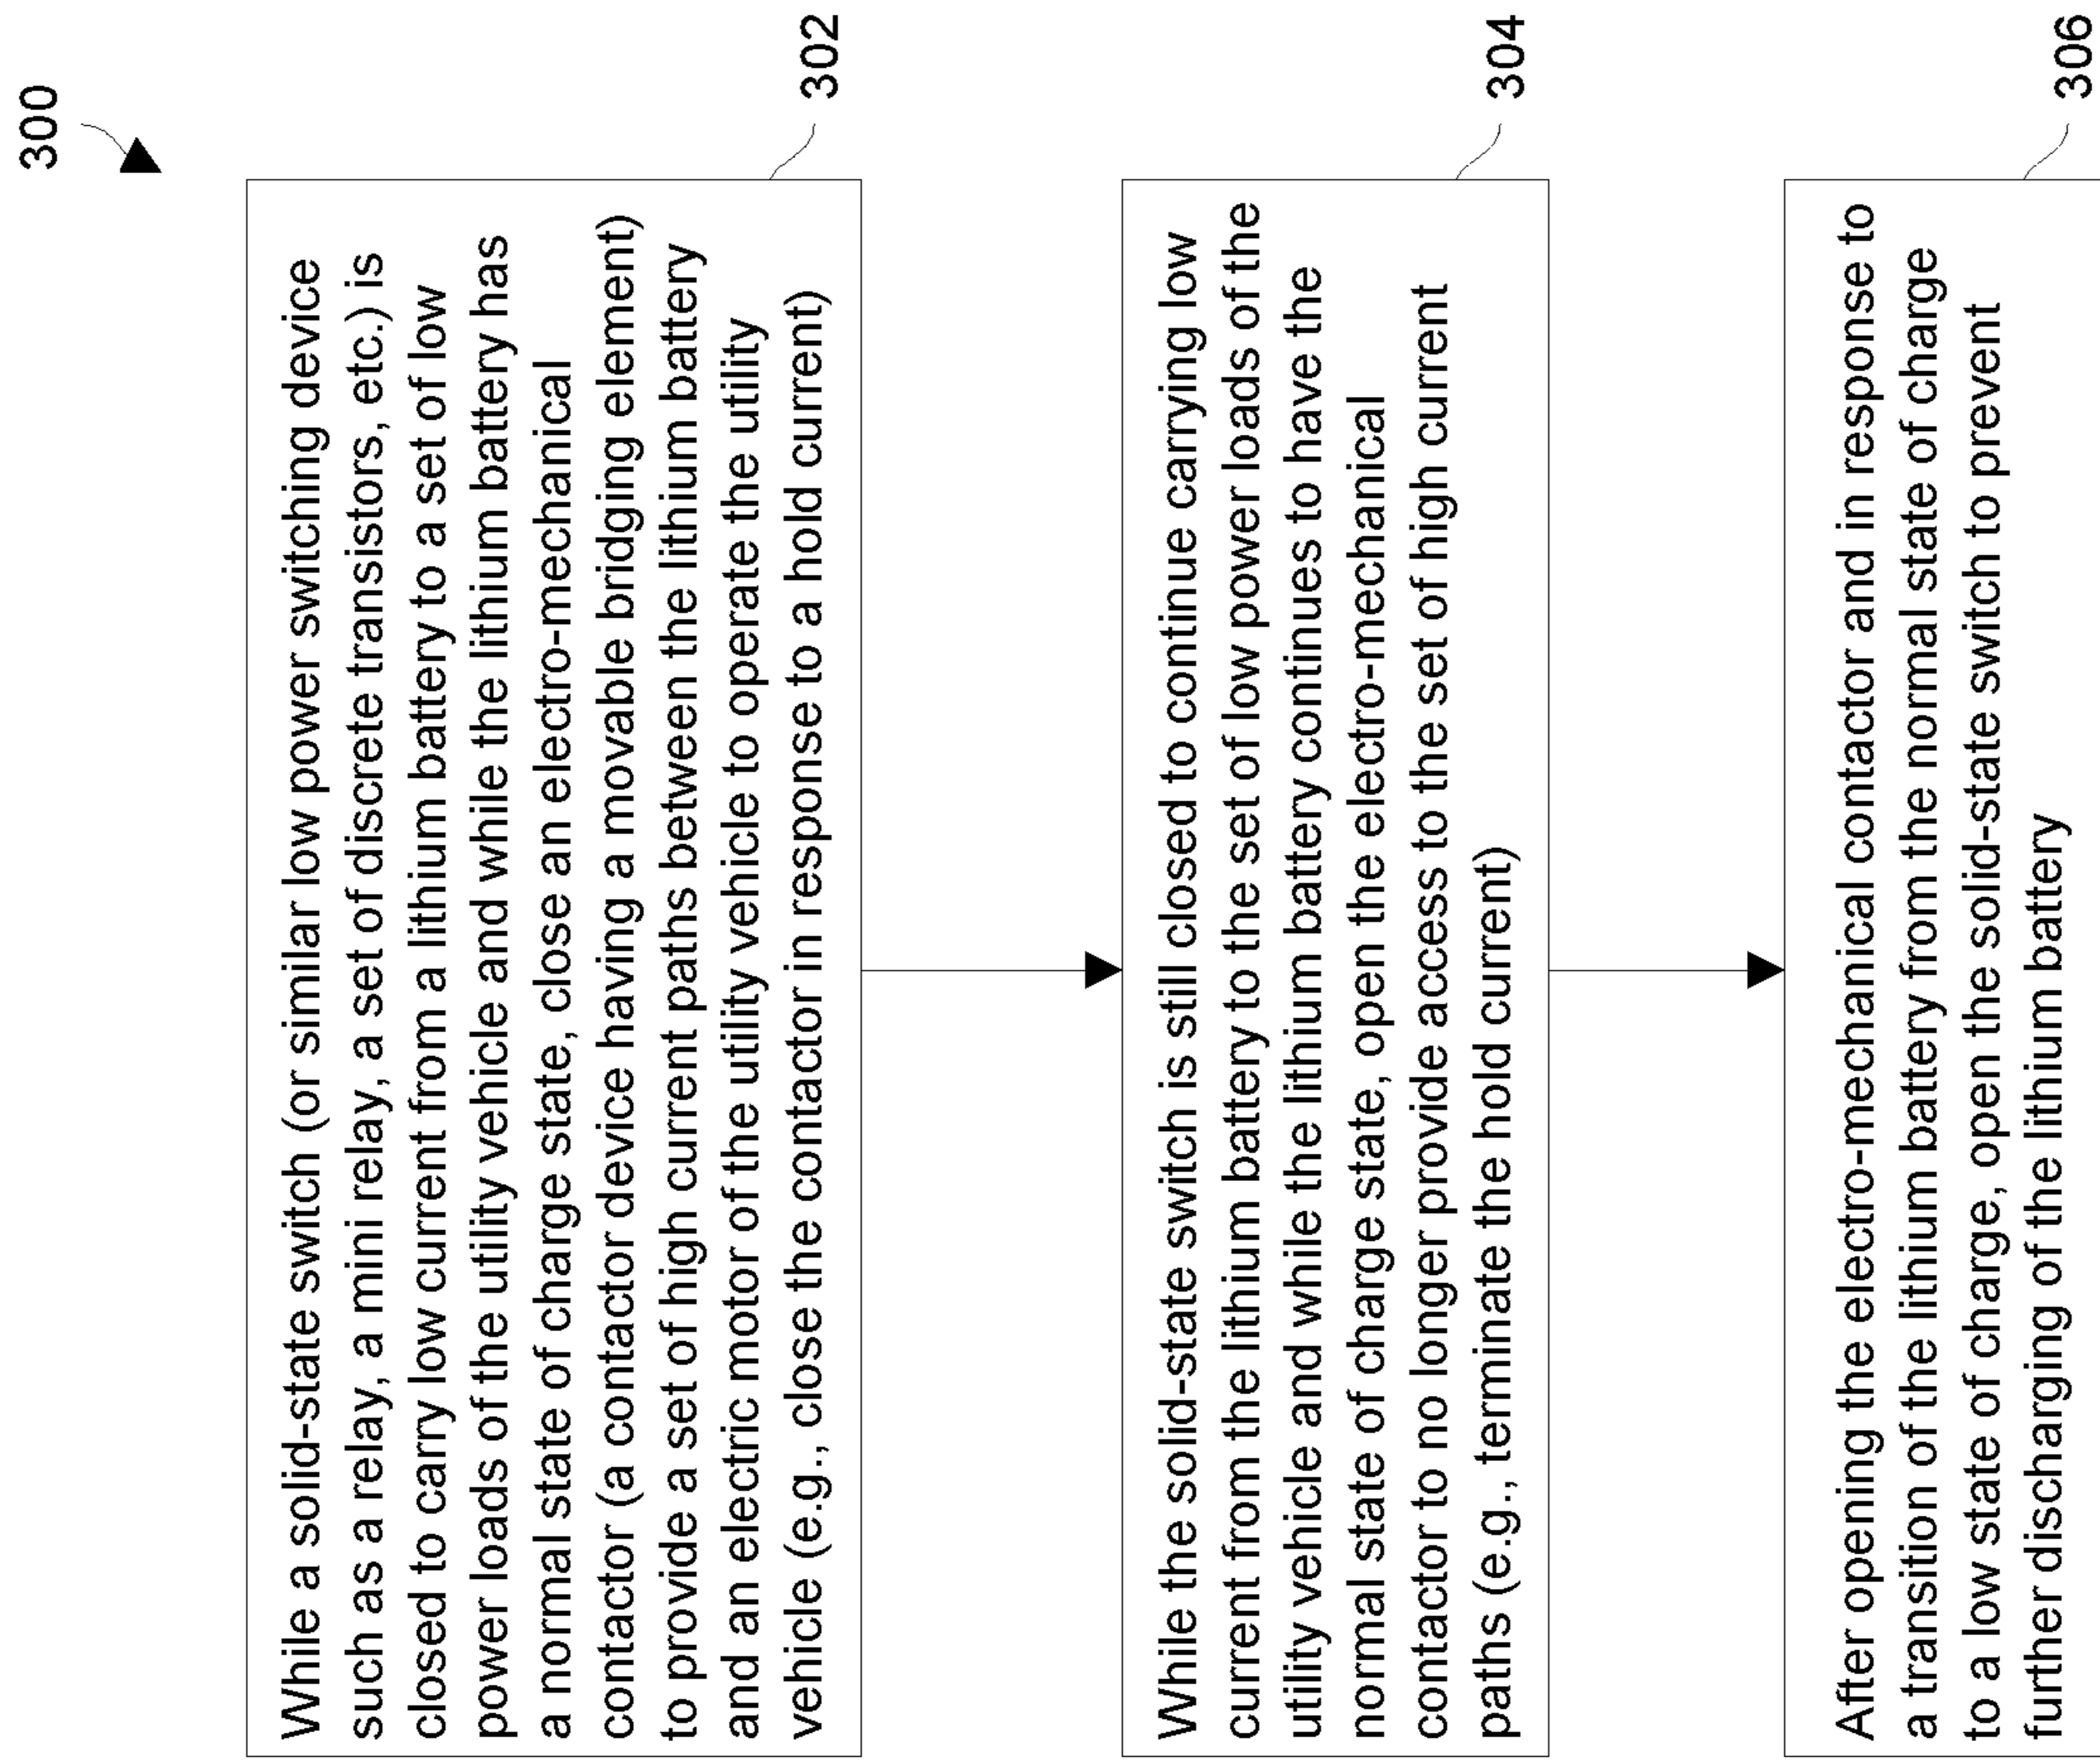 300
While a solid-state switch (or similar low power switching device
such as a relay, a mini relay, a set of discrete transistors, etc.) is
closed to carry low current from a lithium battery to a set of low
power loads of the utility vehicle and while the lithium battery has
a normal state of charge state, close an electro-mechanical
contactor (a contactor device having a movable bridging element)
to provide a set of high current paths between the lithium battery
and an electric motor of the utility vehicle to operate the utility
vehicle (e.g., close the contactor in response to a hold current)
302
While the solid-state switch is still closed to continue carrying low
current from the lithium battery to the set of low power loads of the
utility vehicle and while the lithium battery continues to have the
normal state of charge state, open the electro-mechanical
contactor to no longer provide access to the set of high current
paths (e.g., terminate the hold current)
304
After opening the electro-mechanical contactor and in response to
a transition of the lithium battery from the normal state of charge
to a low state of charge, open the solid-state switch to prevent
further discharging of the lithium battery
306